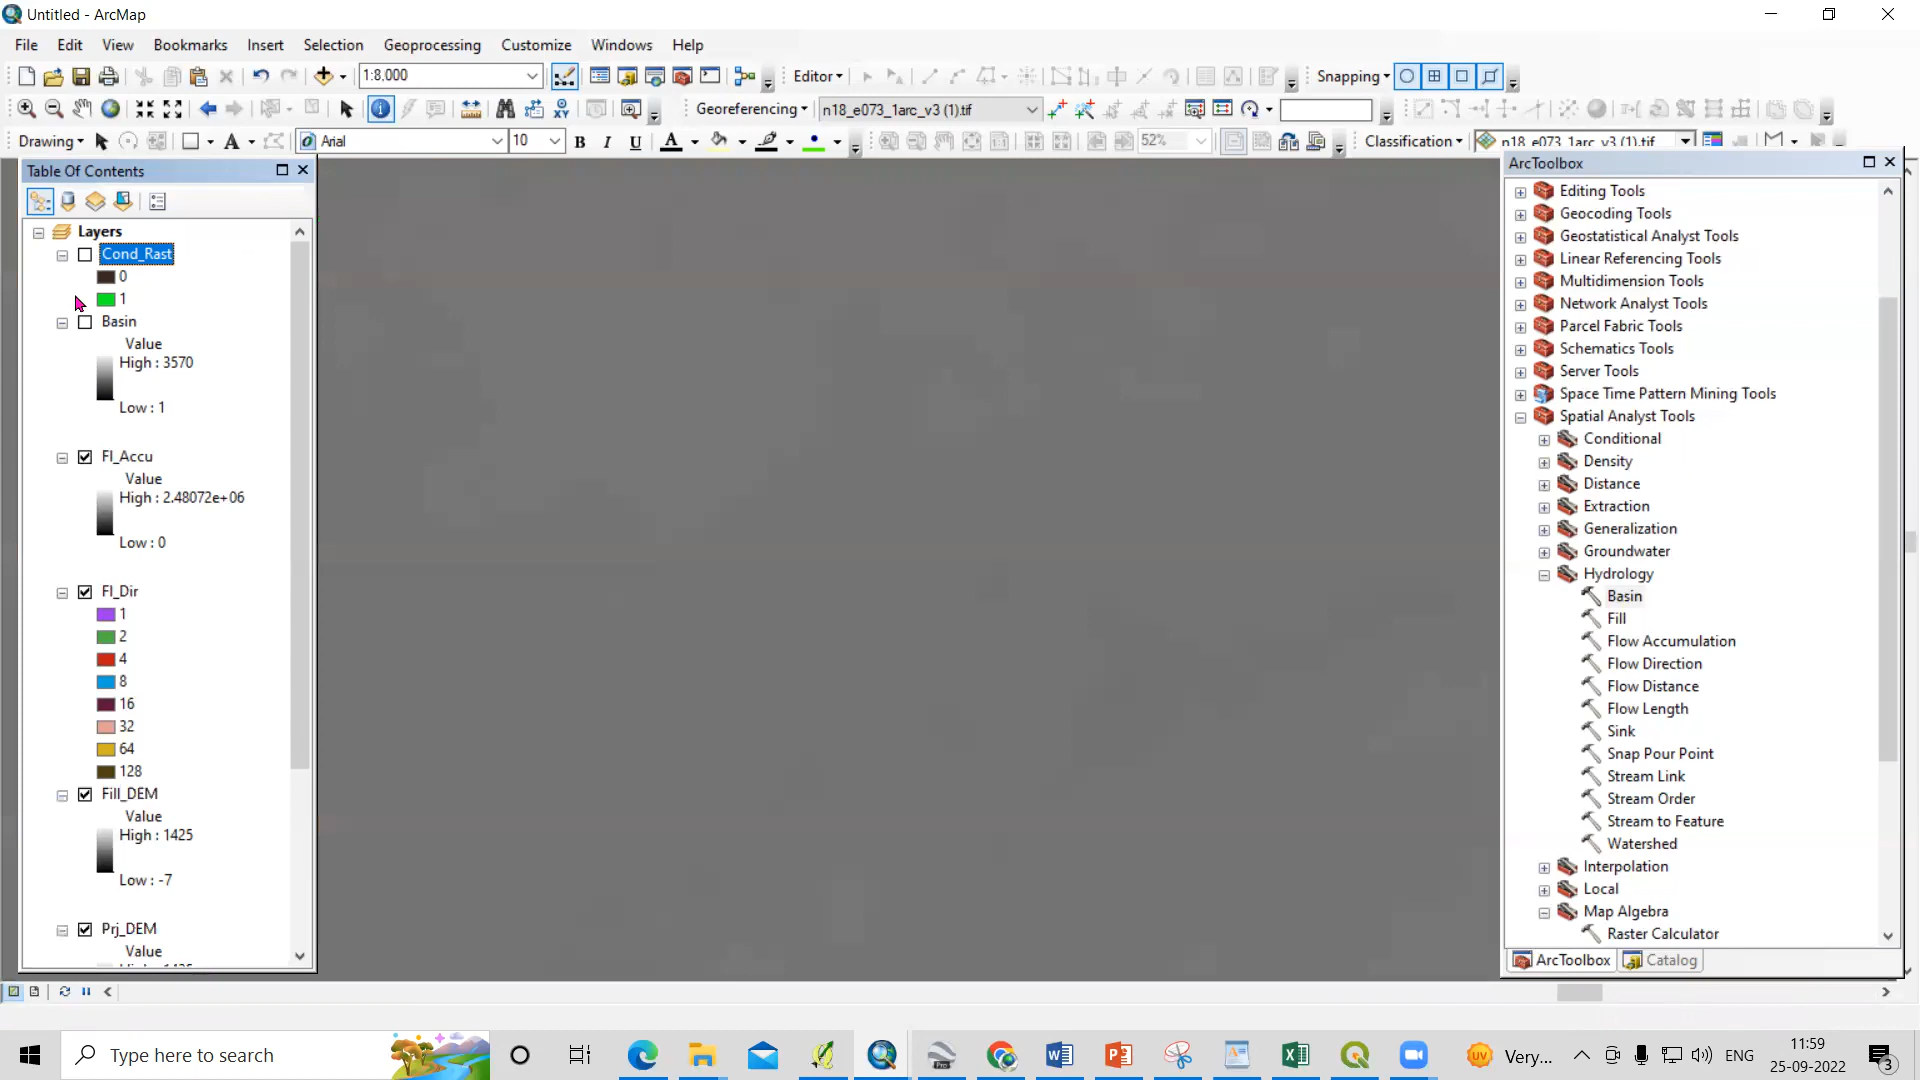 Untitled - ArcMap
File Edit View Bookmarks Insert Selection Geoprocessing Customize Windows Help
1:8,000
Editor
Snapping
Georeferencing
n18_e073_1arc_v3 (1).tif
Drawing
A
Arial
10
B I U A
52%
Classification
n18_e073_1arc_v3 (1).tif
Table Of Contents
Layers
Cond_Rast
0
1
Basin
Value
High : 3570
Low : 1
Fl_Accu
Value
High : 2.48072e+06
Low : 0
Fl_Dir
1
2
4
8
16
32
64
128
Fill_DEM
Value
High : 1425
Low : -7
Prj_DEM
Value
ArcToolbox
Editing Tools
Geocoding Tools
Geostatistical Analyst Tools
Linear Referencing Tools
Multidimension Tools
Network Analyst Tools
Parcel Fabric Tools
Schematics Tools
Server Tools
Space Time Pattern Mining Tools
Spatial Analyst Tools
Conditional
Density
Distance
Extraction
Generalization
Groundwater
Hydrology
Basin
Fill
Flow Accumulation
Flow Direction
Flow Distance
Flow Length
Sink
Snap Pour Point
Stream Link
Stream Order
Stream to Feature
Watershed
Interpolation
Local
Map Algebra
Raster Calculator
ArcToolbox
Catalog
Type here to search
Very...
ENG
11:59
25-09-2022
3